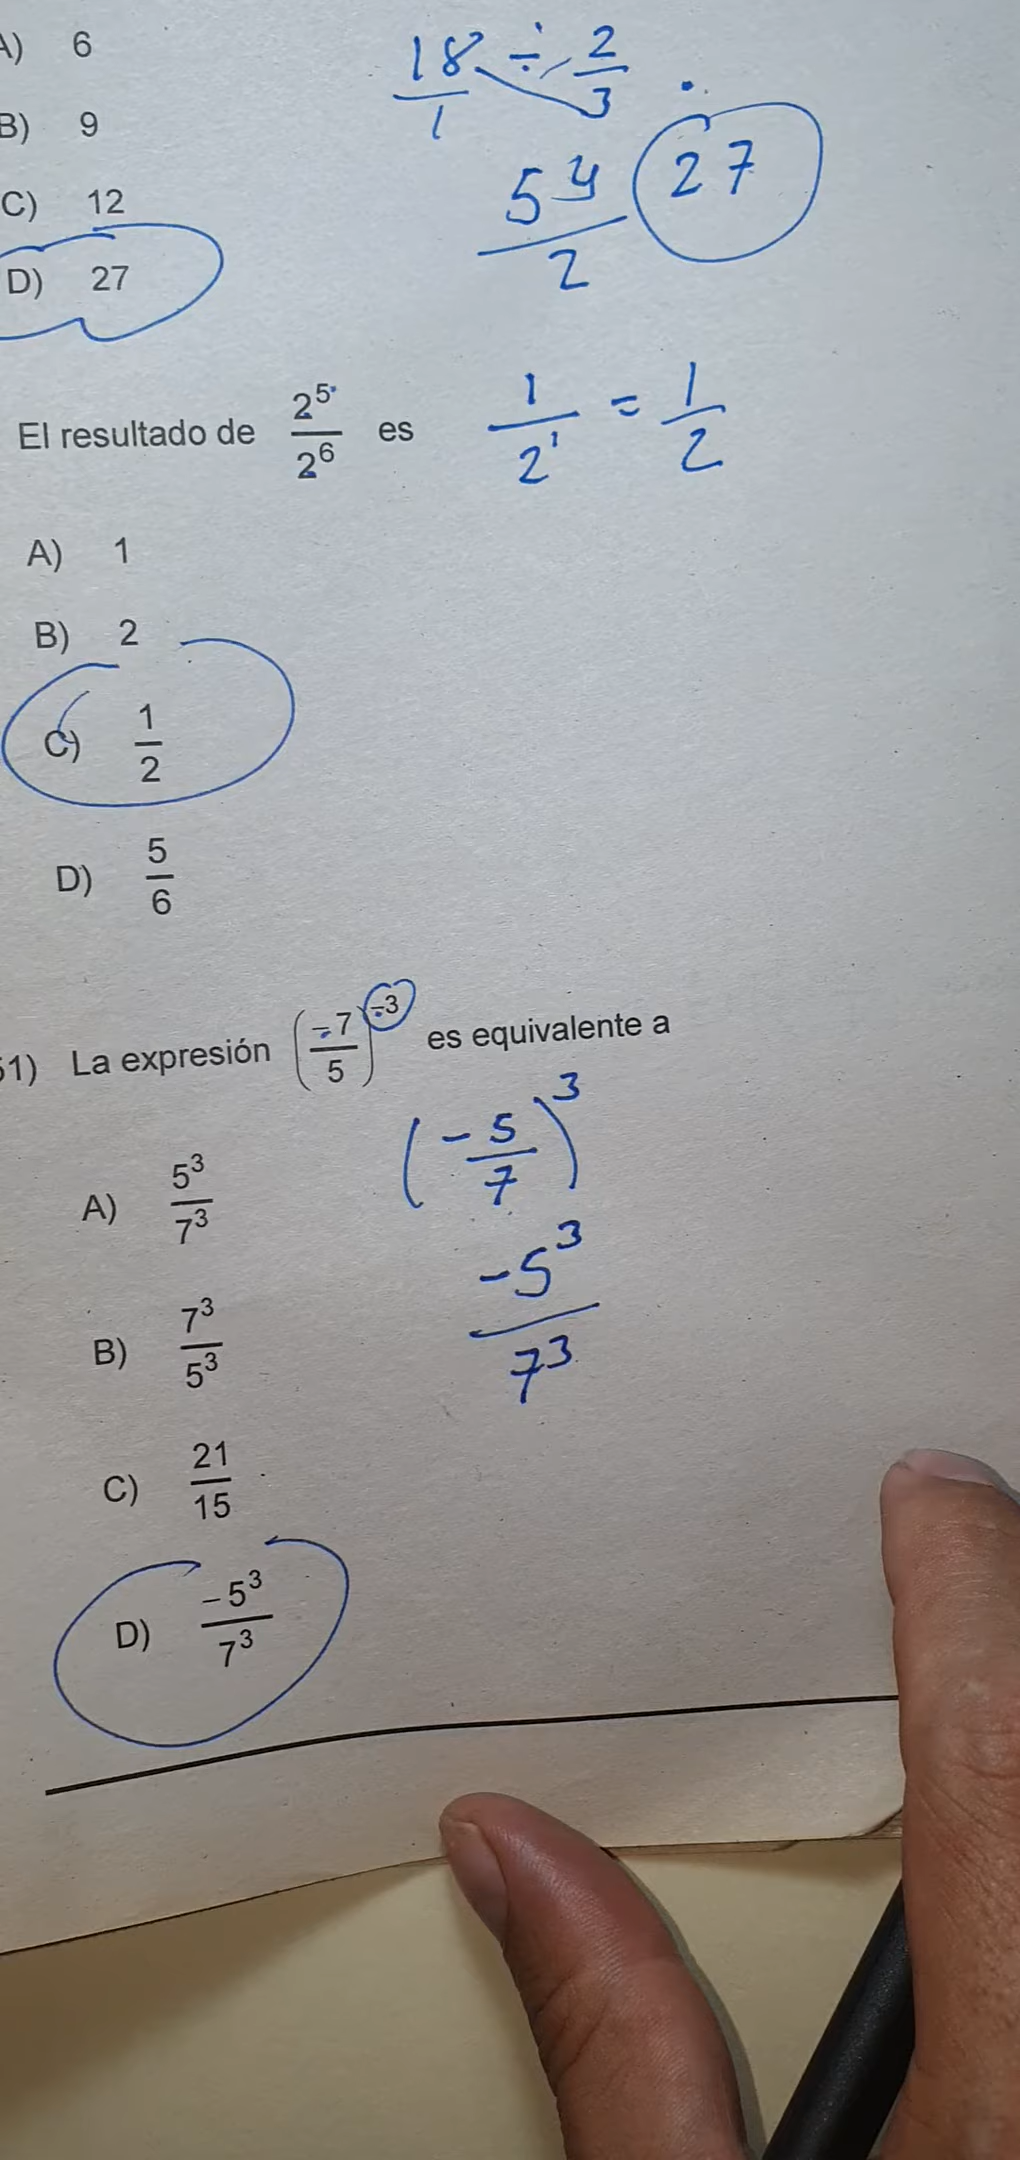 A) 6
B) 9
C) 12
D) 27
18/1 ÷ 2/3
54/2 27
El resultado de 2^5/2^6 es
1/2^1 = 1/2
A) 1
B) 2
C) 1/2
D) 5/6
51) La expresión (-7/5)^-3 es equivalente a
(-5/7)^3
-5^3/7^3
A) 5^3/7^3
B) 7^3/5^3
C) 21/15
D) -5^3/7^3